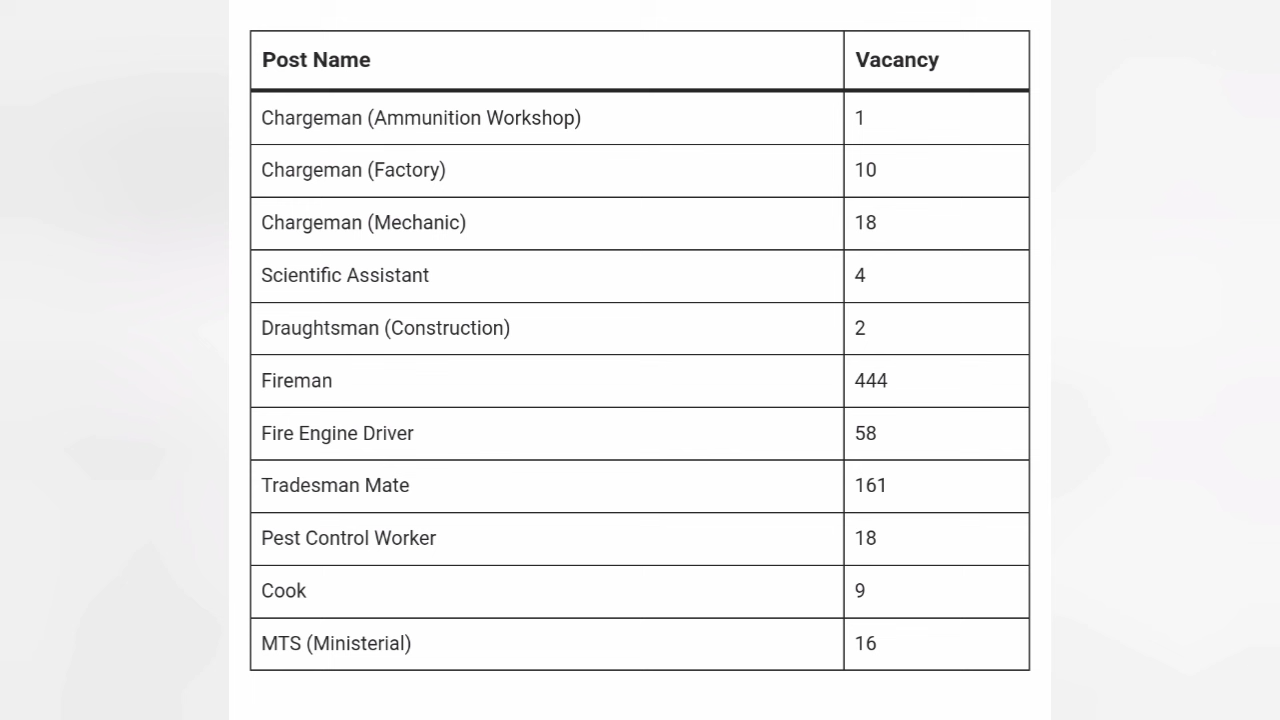 Post Name Vacancy
Chargeman (Ammunition Workshop) 1
Chargeman (Factory) 10
Chargeman (Mechanic) 18
Scientific Assistant 4
Draughtsman (Construction) 2
Fireman 444
Fire Engine Driver 58
Tradesman Mate 161
Pest Control Worker 18
Cook 9
MTS (Ministerial) 16